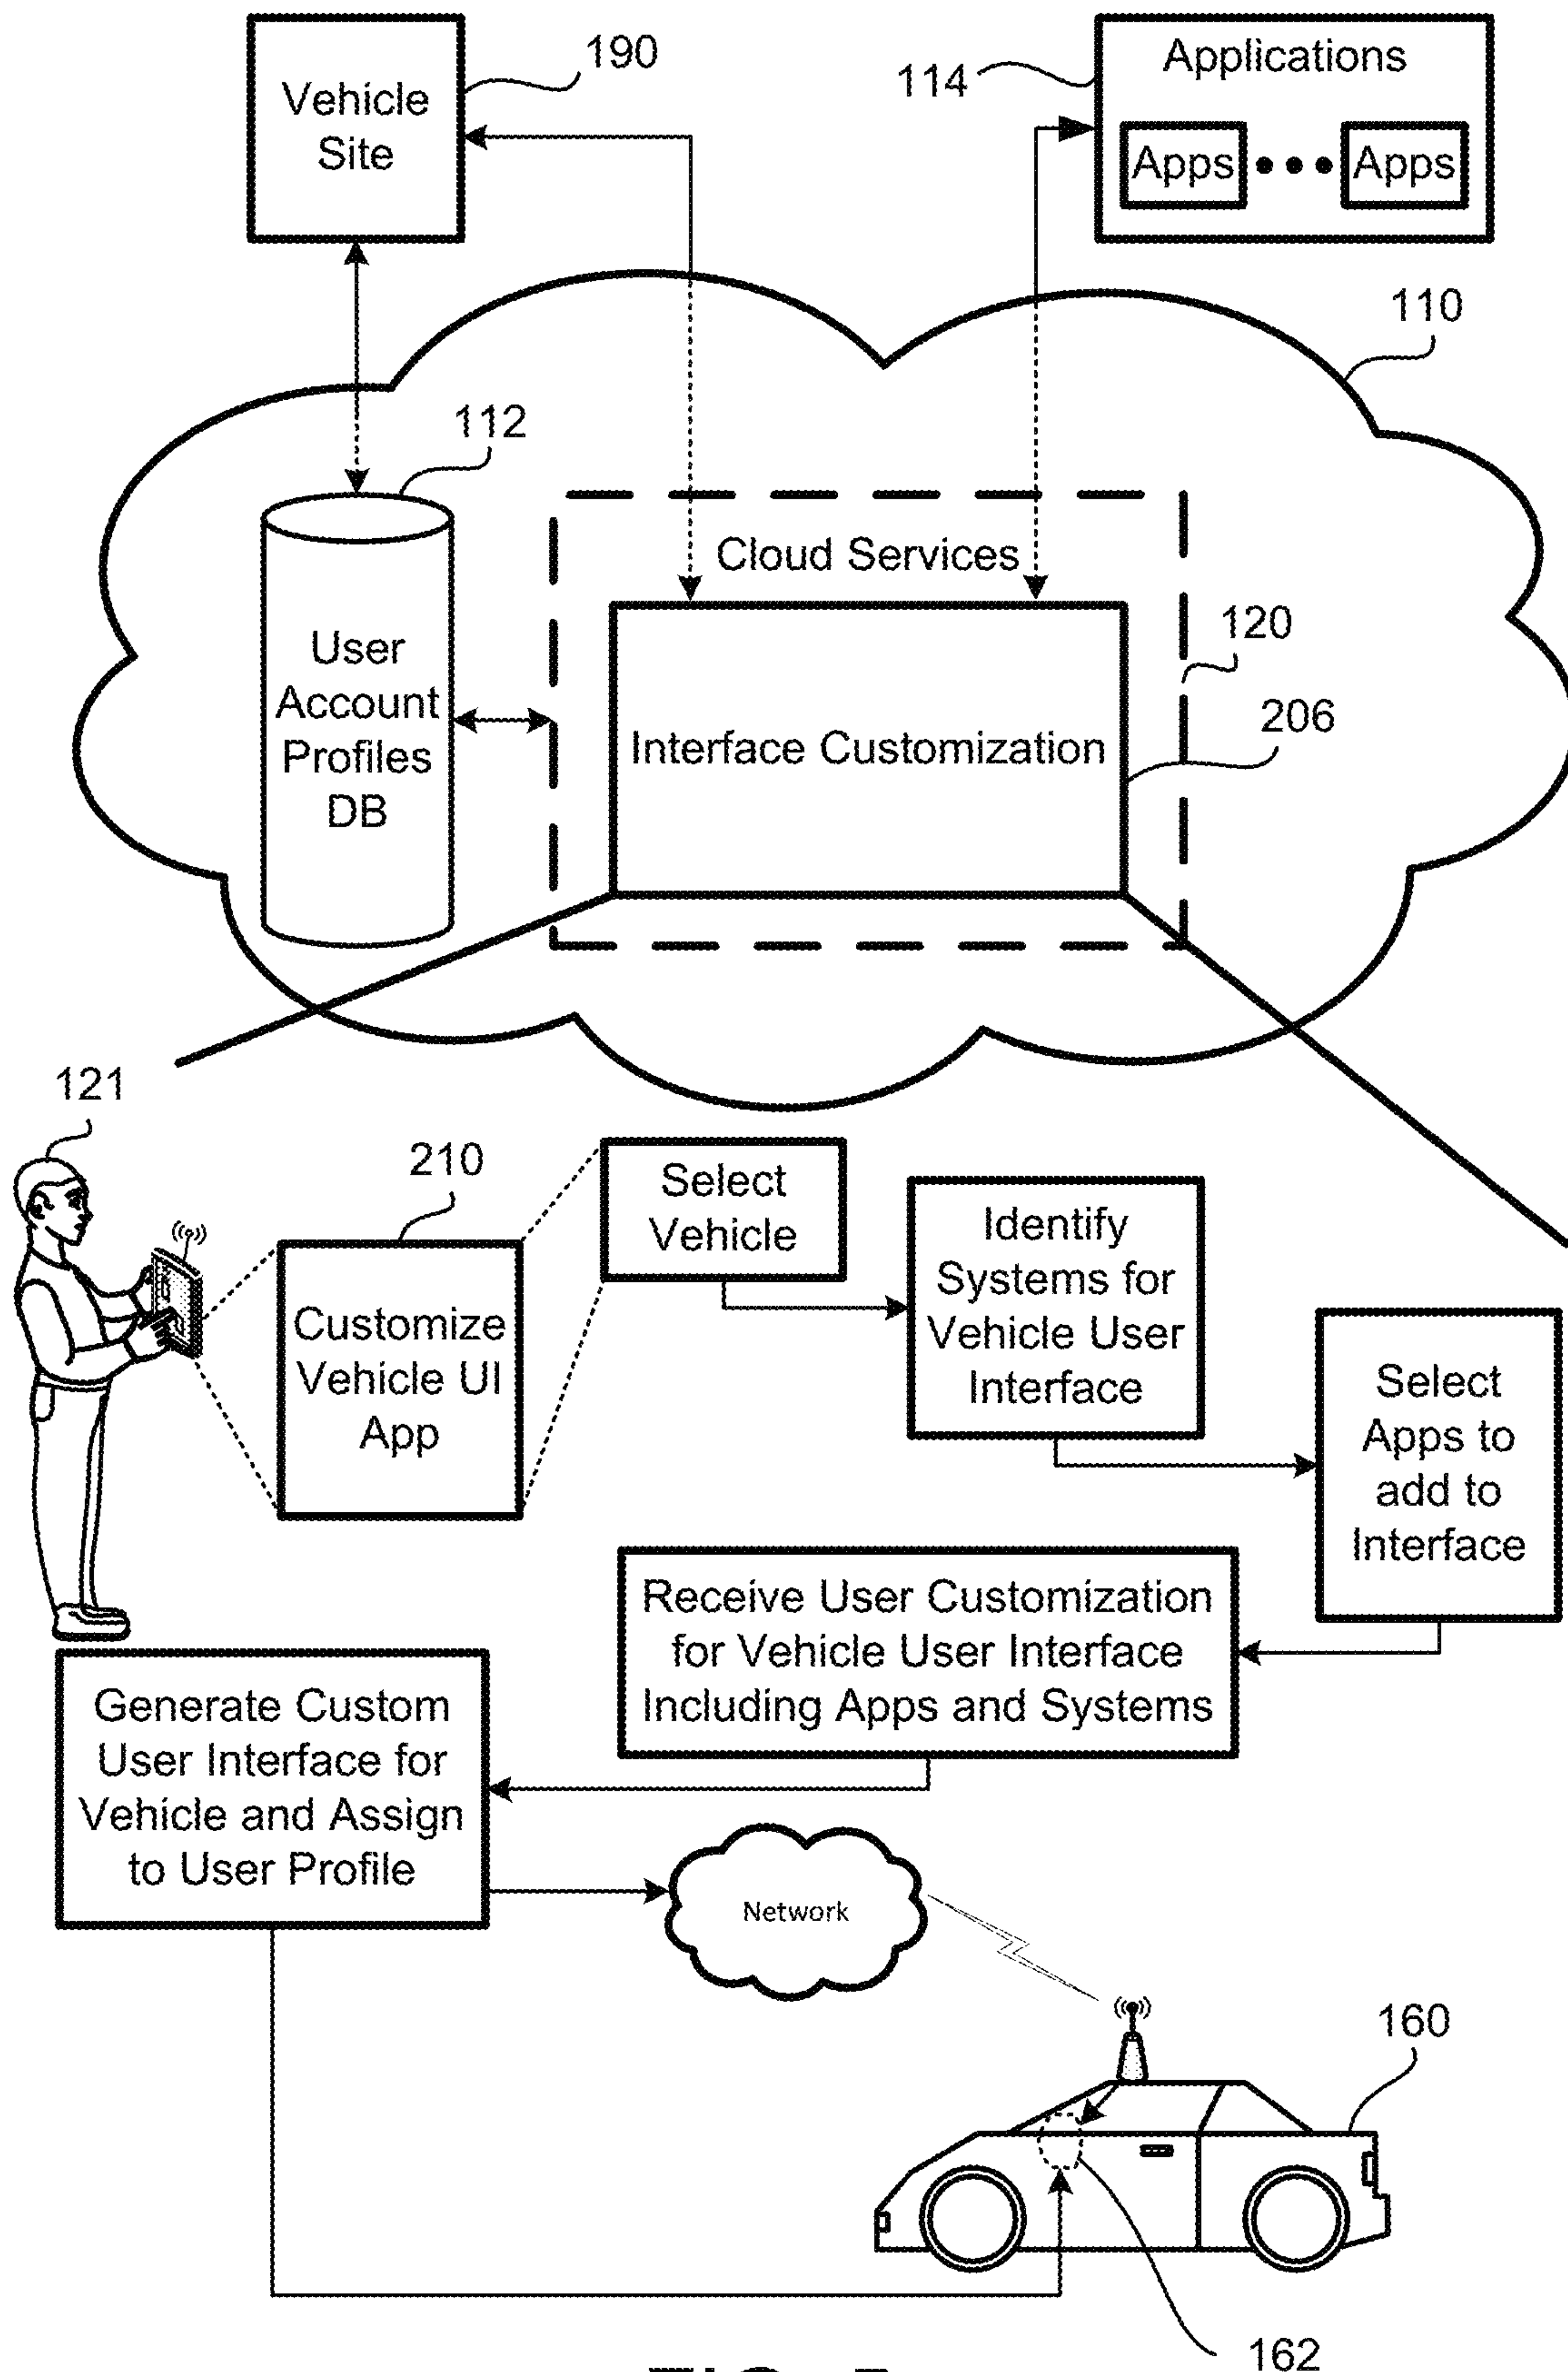 190
Vehicle
Site
114
Applications
Apps
Apps
110
112
Cloud Services
120
User
Account
Profiles
DB
206
Interface Customization
121
210
Select
Vehicle
Identify
Systems for
Vehicle User
Interface
Customize
Vehicle UI
App
Select
Apps to
add to
Interface
Receive User Customization
for Vehicle User Interface
Including Apps and Systems
Generate Custom
User Interface for
Vehicle and Assign
to User Profile
Network
160
162